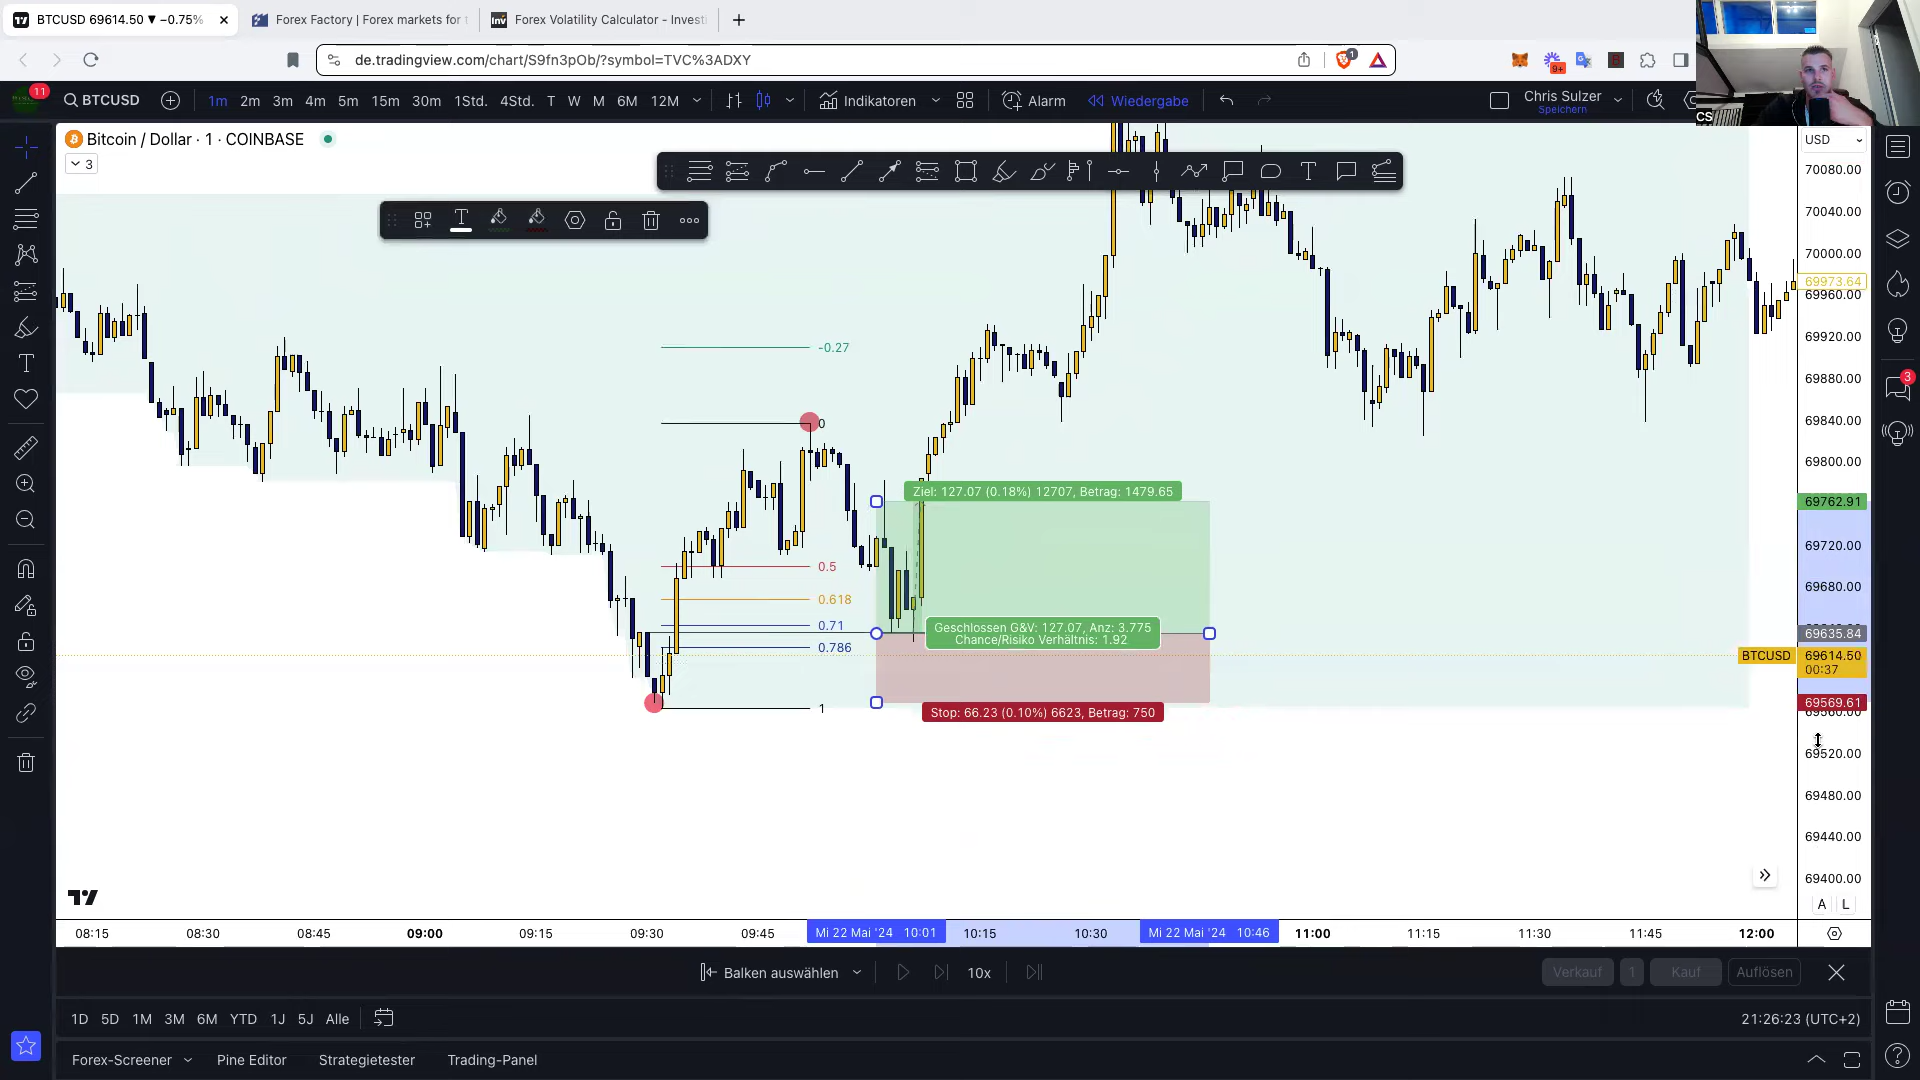 BTCUSD 69614.50 ▼ −0.75%
Forex Factory | Forex markets for t
Forex Volatility Calculator - Investi
de.tradingview.com/chart/S9fn3pOb/?symbol=TVC%3ADXY
1
9+
11
BTCUSD
1m 2m 3m 4m 5m 15m 30m 1Std. 4Std. T W M 6M 12M
Indikatoren
Alarm
Wiedergabe
Chris Sulzer
Speichern
CS
Bitcoin / Dollar · 1 · COINBASE
3
USD
70080.00
70040.00
70000.00
69973.64
69960.00
69920.00
69880.00
69840.00
69800.00
69762.91
69720.00
69680.00
69635.84
BTCUSD
69614.50
00:37
69569.61
69560.00
69520.00
69480.00
69440.00
69400.00
-0.27
0
0.5
0.618
0.71
0.786
1
Ziel: 127.07 (0.18%) 12707, Betrag: 1479.65
Geschlossen G&V: 127.07, Anz: 3.775
Chance/Risiko Verhältnis: 1.92
Stop: 66.23 (0.10%) 6623, Betrag: 750
3
A L
08:15 08:30 08:45 09:00 09:15 09:30 09:45 Mi 22 Mai '24 10:01 10:15 10:30 Mi 22 Mai '24 10:46 11:00 11:15 11:30 11:45 12:00
Balken auswählen
10x
Verkauf 1 Kauf Auflösen
1D 5D 1M 3M 6M YTD 1J 5J Alle
21:26:23 (UTC+2)
Forex-Screener Pine Editor Strategietester Trading-Panel